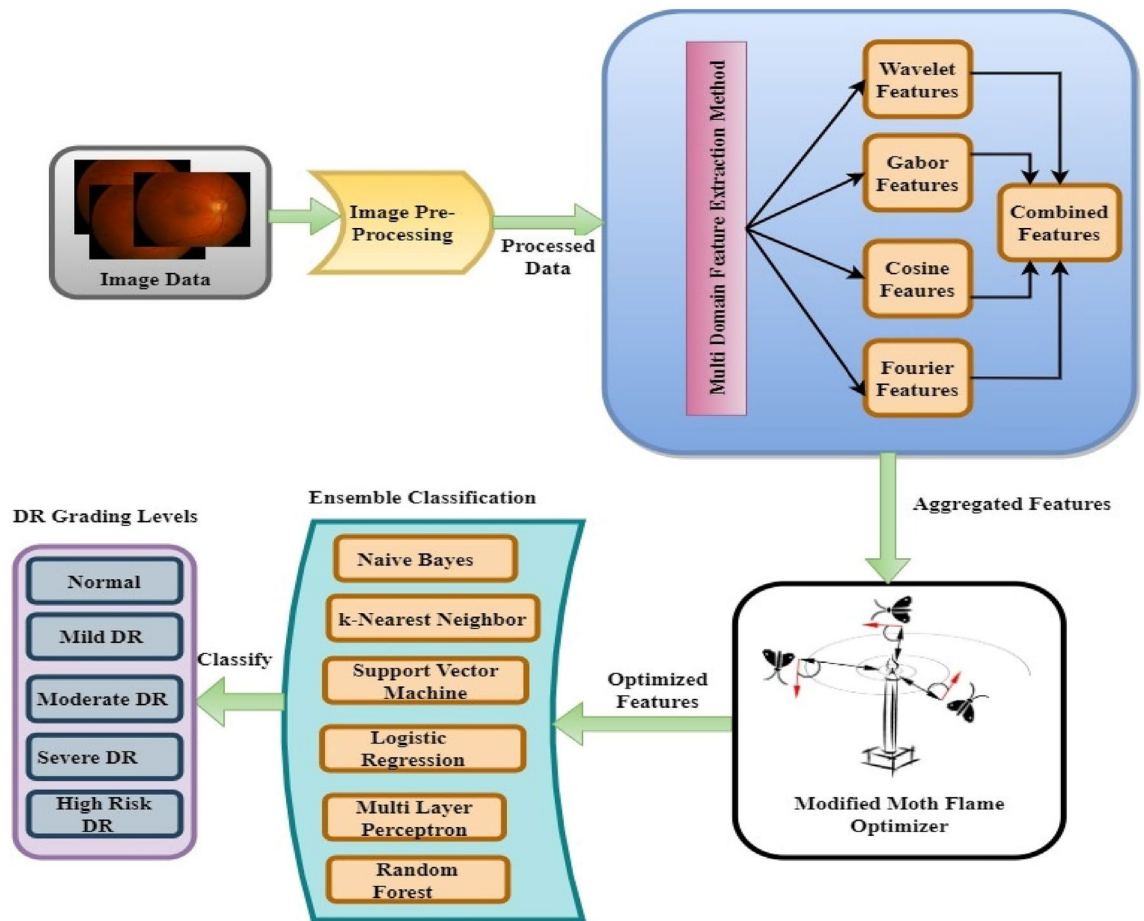 Image Data
Image Pre-
Processing
Processed
Data
Multi Domain Feature Extraction Method
Wavelet
Features
Gabor
Features
Cosine
Feaures
Fourier
Features
Combined
Features
Aggregated Features
Modified Moth Flame
Optimizer
Optimized
Features
Ensemble Classification
Naive Bayes
k-Nearest Neighbor
Support Vector
Machine
Logistic
Regression
Multi Layer
Perceptron
Random
Forest
Classify
DR Grading Levels
Normal
Mild DR
Moderate DR
Severe DR
High Risk
DR